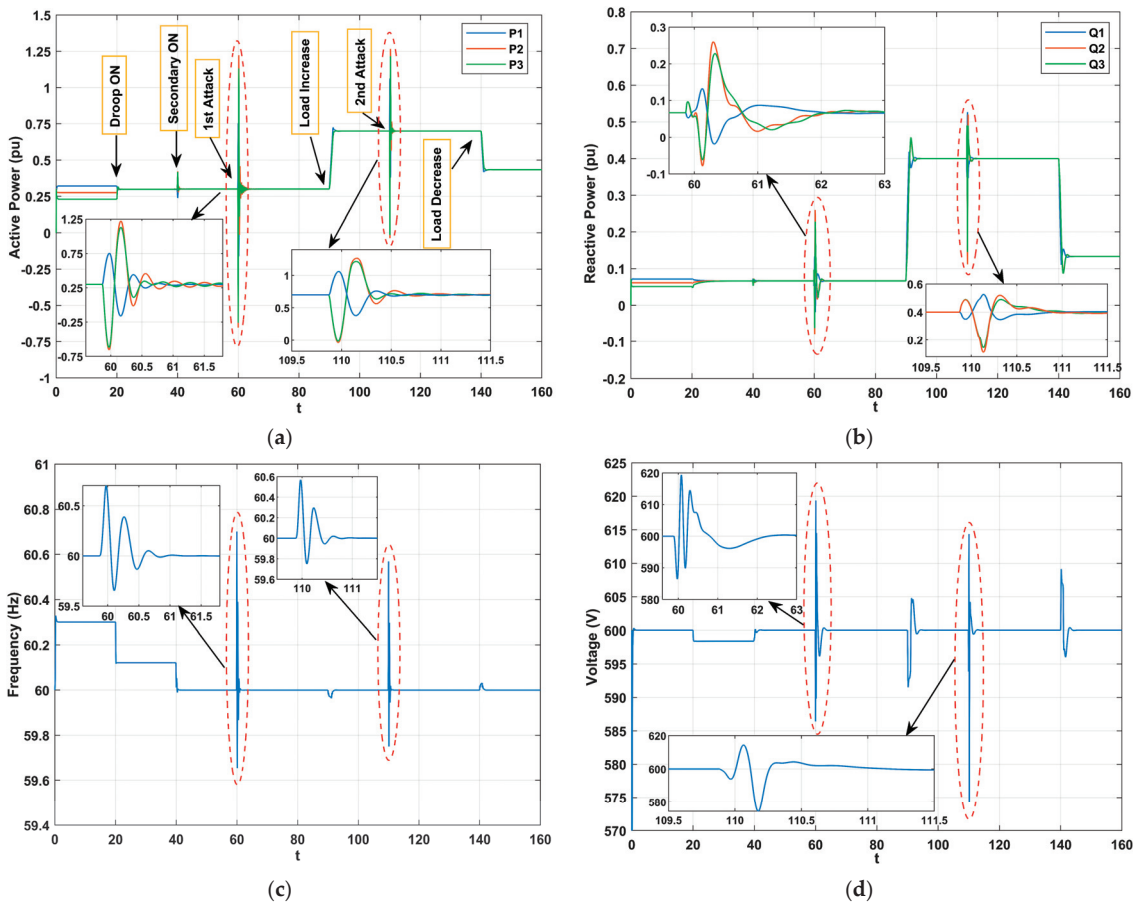 1.5
1.25
1
0.75
0.5
0.25
0
-0.25
-0.5
-0.75
-1
0 20 40 60 80 100 120 140 160
Active Power (pu)
t
P1
P2
P3
Droop ON
Secondary ON
1st Attack
Load Increase
2nd Attack
Load Decrease
1.25
0.75
0.25
-0.25
-0.75
60 60.5 61 61.5
1
0
109.5 110 110.5 111 111.5
(a)
0.8
0.7
0.6
0.5
0.4
0.3
0.2
0.1
0
-0.1
-0.2
0 20 40 60 80 100 120 140 160
Reactive Power (pu)
t
Q1
Q2
Q3
0.3
0.2
0.1
0
-0.1
60 61 62 63
0.6
0.4
0.2
109.5 110 110.5 111 111.5
(b)
61
60.8
60.6
60.4
60.2
60
59.8
59.6
59.4
0 20 40 60 80 100 120 140 160
Frequency (Hz)
t
60.5
60
59.5
60 60.5 61 61.5
60.6
60.4
60.2
60
59.8
59.6
110 111
(c)
625
620
615
610
605
600
595
590
585
580
575
570
0 20 40 60 80 100 120 140 160
Voltage (V)
t
620
610
600
590
580
60 61 62 63
620
600
580
109.5 110 110.5 111 111.5
(d)